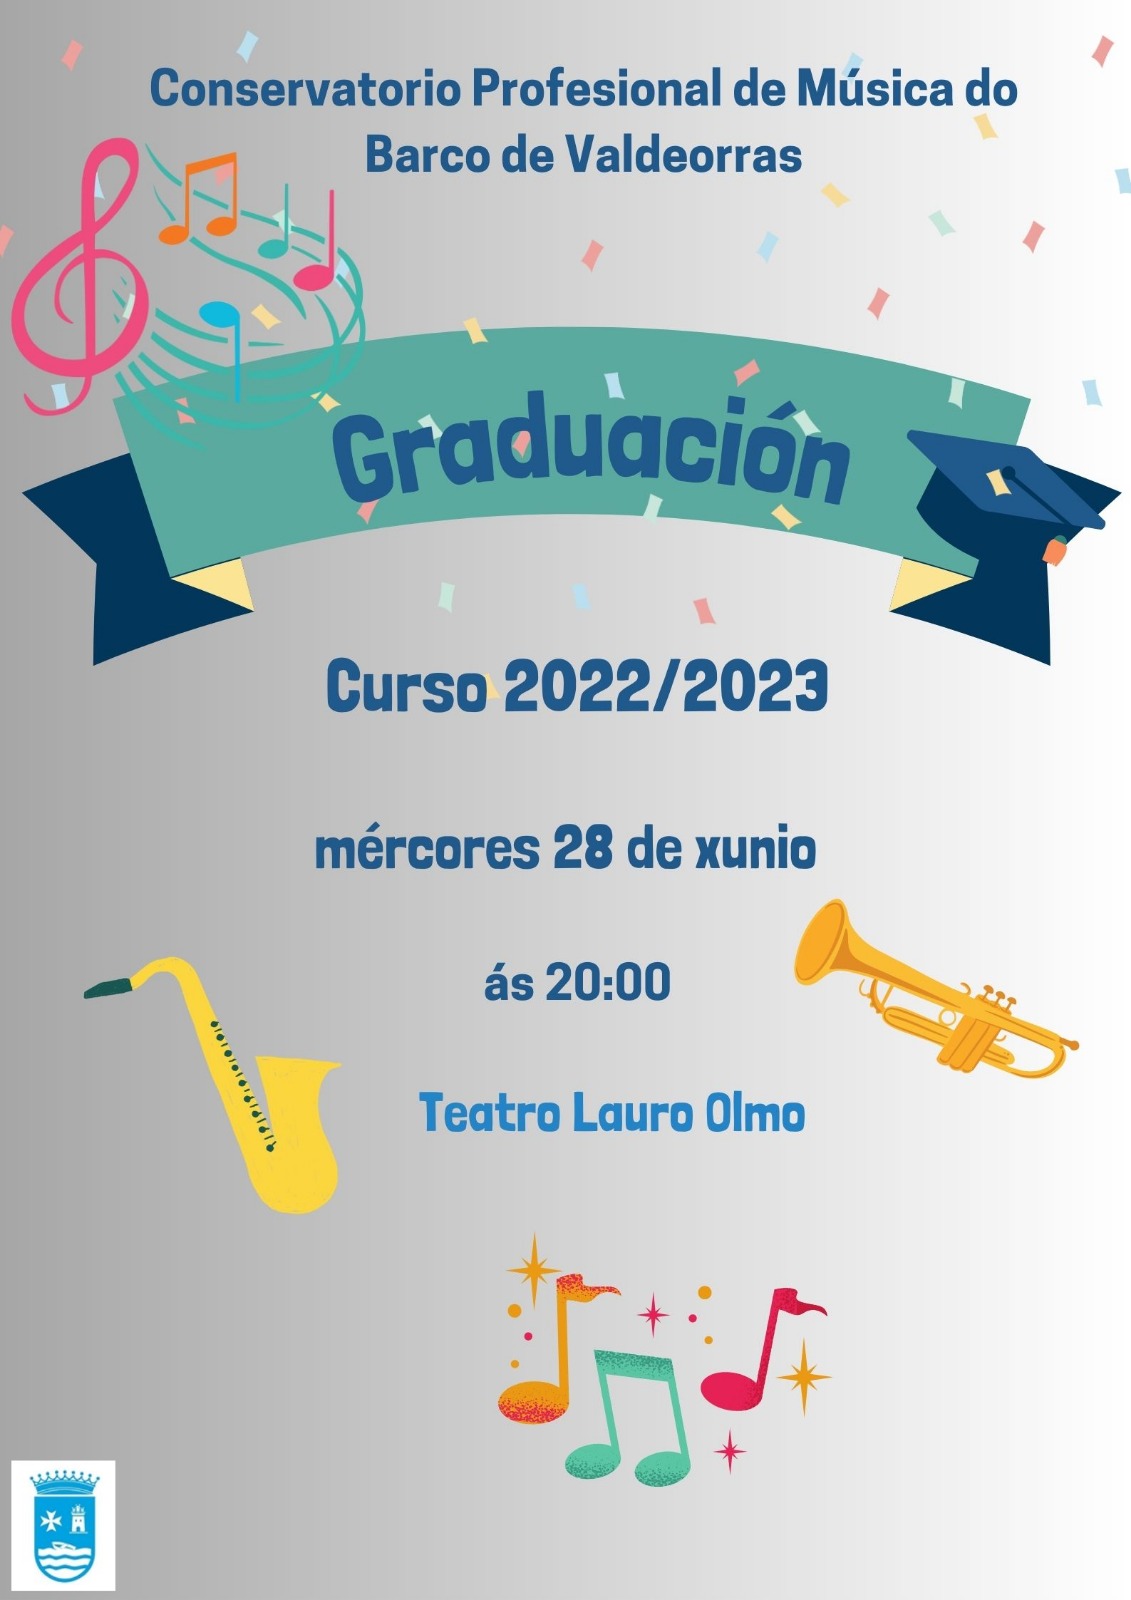 Conservatorio Profesional de Música do
Barco de Valdeorras
Graduación
Curso 2022/2023
mércores 28 de xunio
ás 20:00
Teatro Lauro Olmo